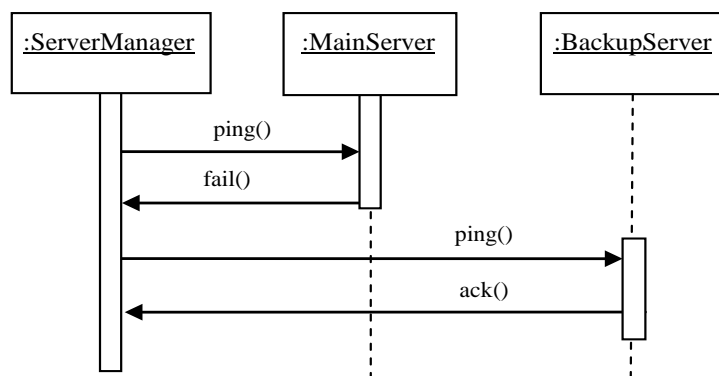 :ServerManager
:MainServer
:BackupServer
ping()
fail()
ping()
ack()